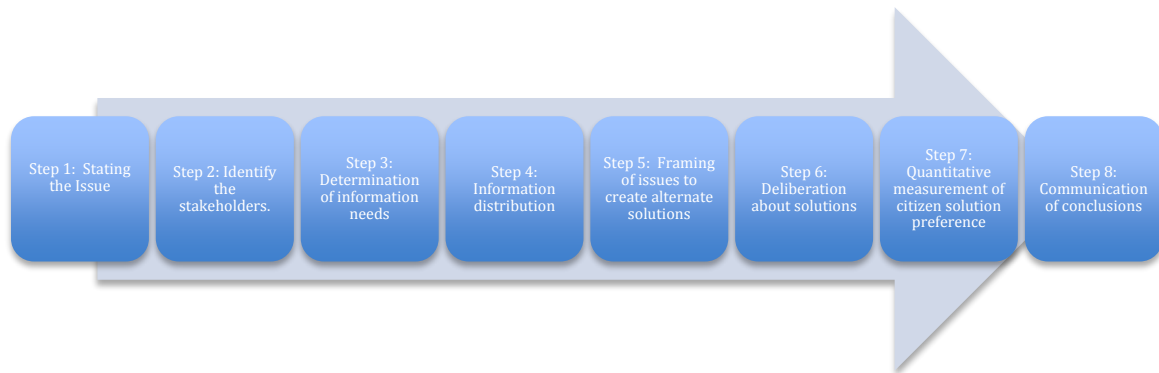 Step 1:  Stating
the Issue
Step 2: Identify
the
stakeholders.
Step 3:
Determination
of information
needs
Step 4:
Information
distribution
Step 5:  Framing
of issues to
create alternate
solutions
Step 6:
Deliberation
about solutions
Step 7:
Quantitative
measurement of
citizen solution
preference
Step 8:
Communication
of conclusions